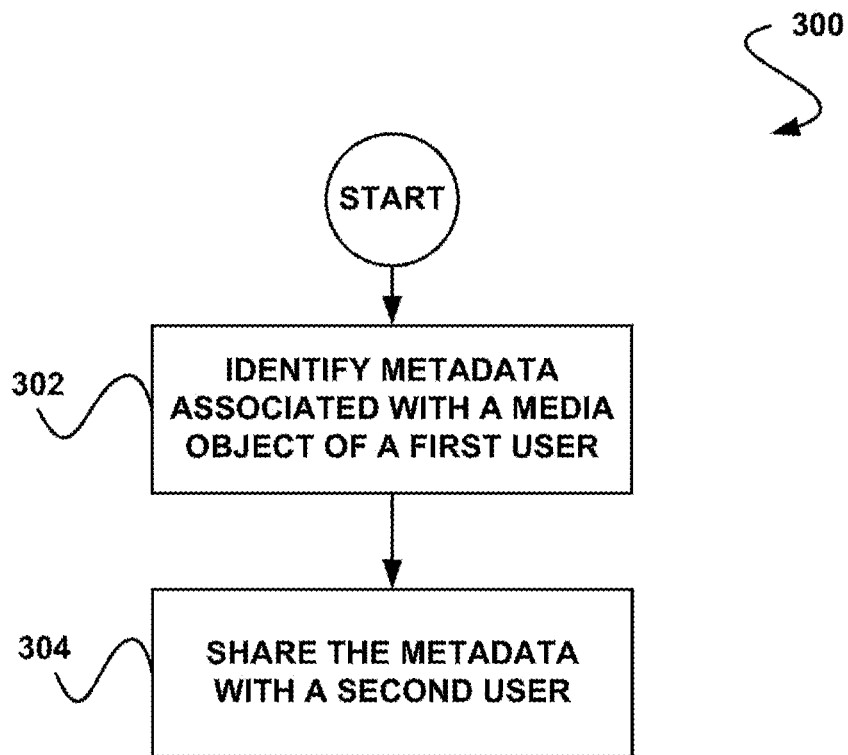 300
START
302
IDENTIFY METADATA
ASSOCIATED WITH A MEDIA
OBJECT OF A FIRST USER
304
SHARE THE METADATA
WITH A SECOND USER